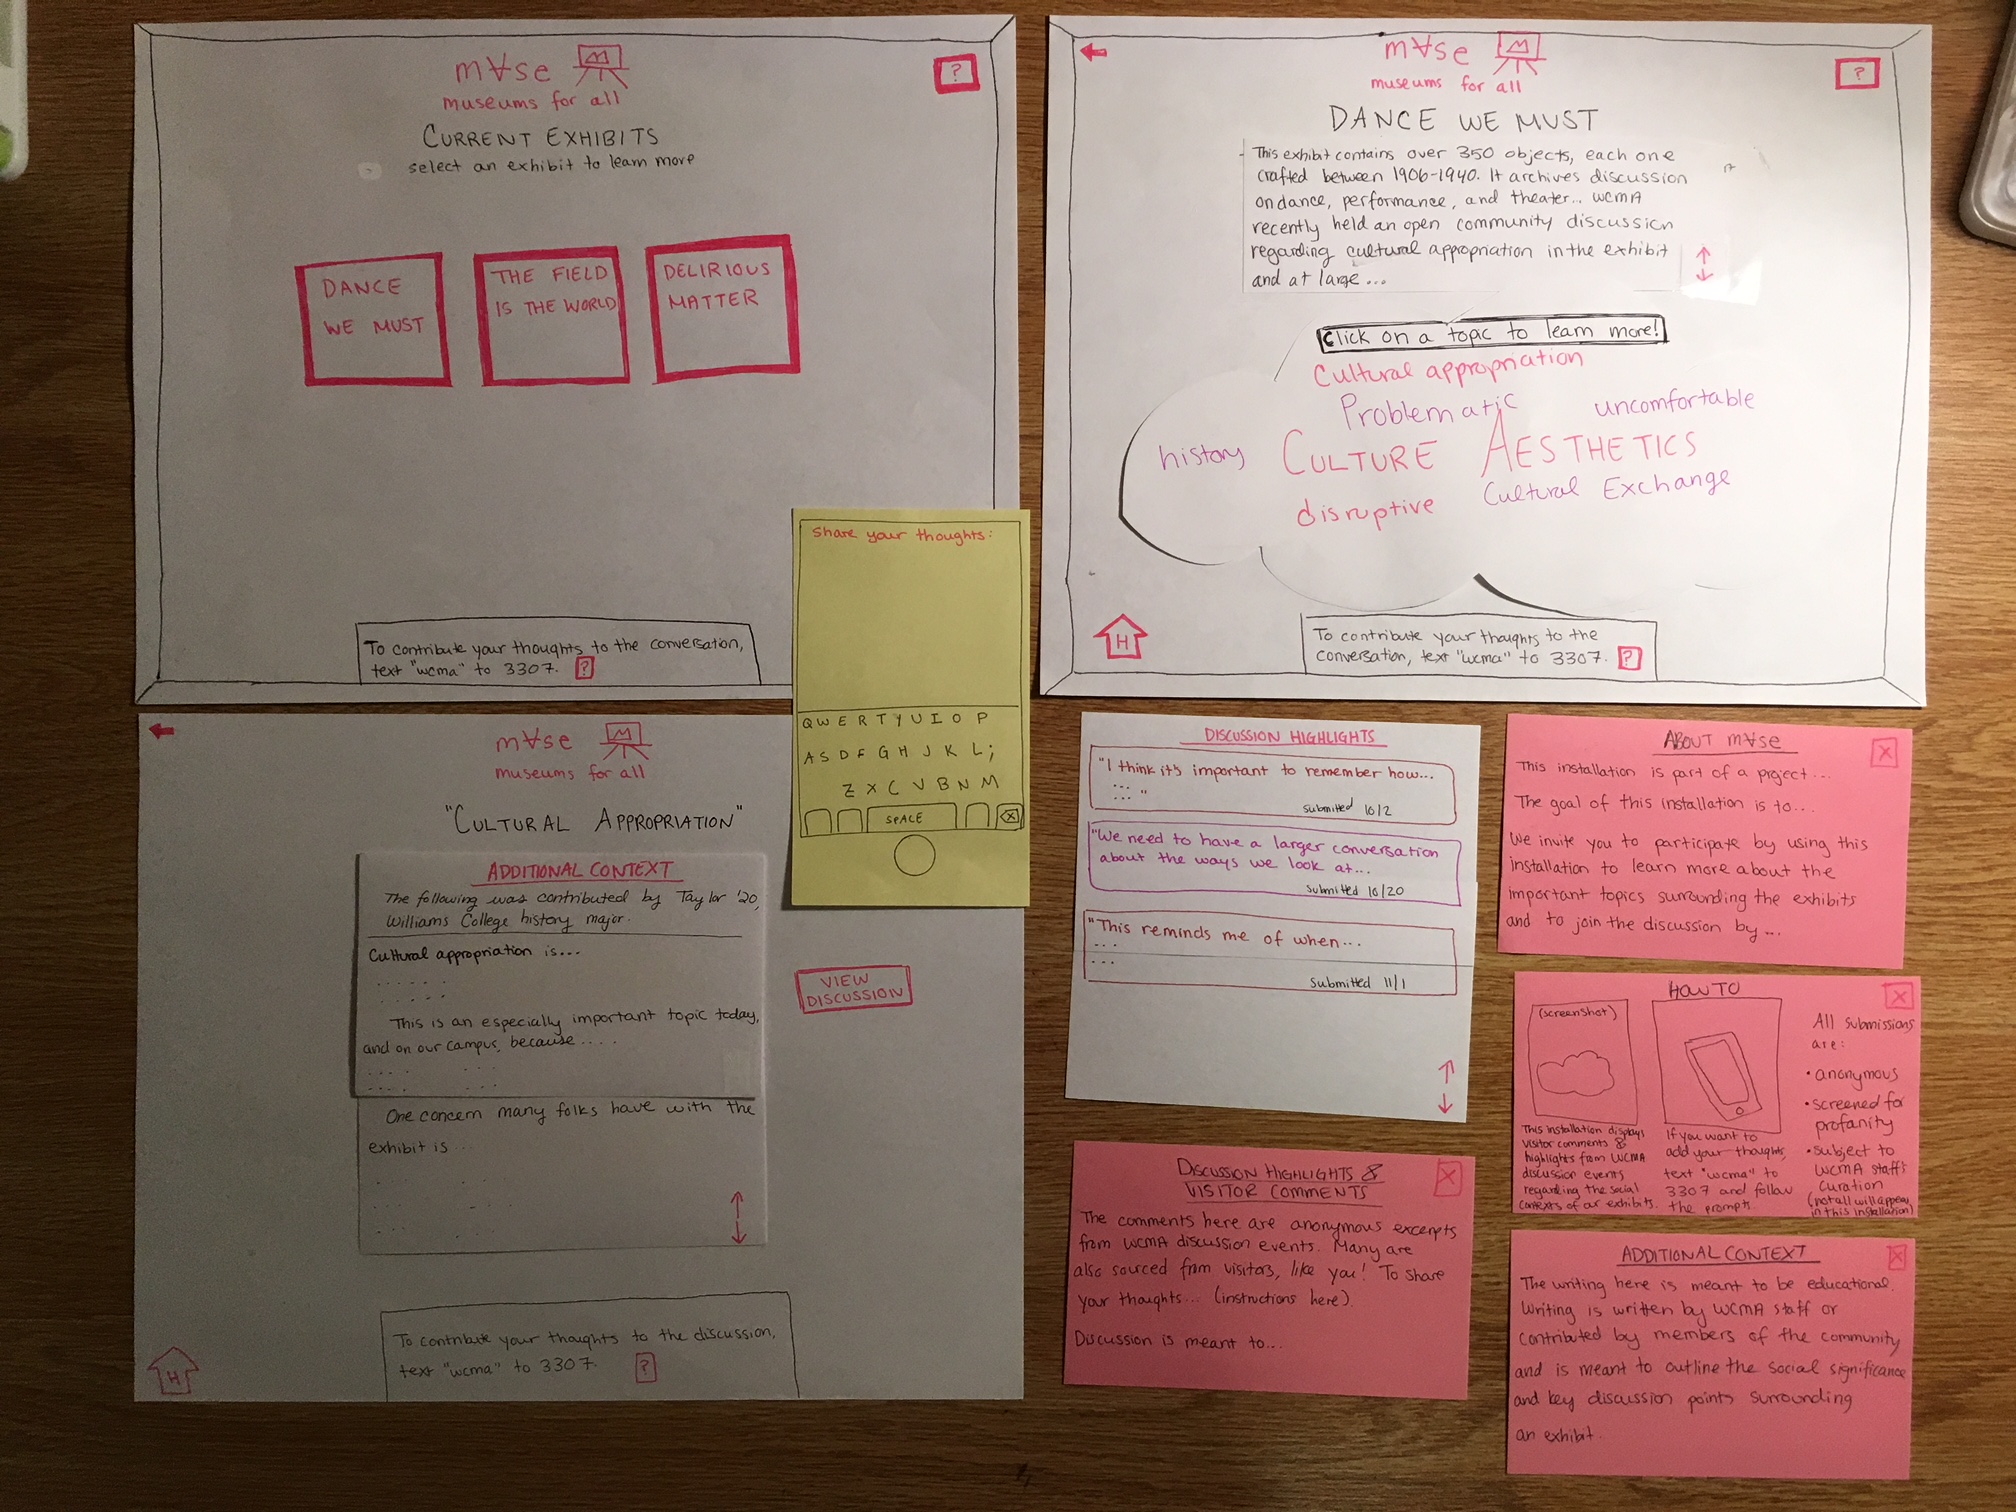 m∀se M
museums for all
?
CURRENT EXHIBITS
select an exhibit to learn more
DANCE
WE MUST
THE FIELD
IS THE WORLD
DELIRIOUS
MATTER
To contribute your thoughts to the conversation,
text "wcma" to 3307. ?
m∀se M
museums for all
?
DANCE WE MUST
This exhibit contains over 350 objects, each one
crafted between 1906-1940. It archives discussion
on dance, performance, and theater... WCMA
recently held an open community discussion
regarding cultural appropriation in the exhibit
and at large...
Click on a topic to learn more!
Cultural appropriation
Problematic
uncomfortable
history
CULTURE
AESTHETICS
disruptive
Cultural Exchange
H
To contribute your thoughts to the
conversation, text "wcma" to 3307. ?
Share your thoughts:
Q W E R T Y U I O P
A S D F G H J K L ;
Z X C V B N M
SPACE
X
m∀se M
museums for all
"CULTURAL APPROPRIATION"
ADDITIONAL CONTEXT
The following was contributed by Taylor '20,
Williams College history major.
Cultural appropriation is...
This is an especially important topic today,
and on our campus, because....
One concern many folks have with the
exhibit is
VIEW
DISCUSSION
H
To contribute your thoughts to the discussion,
text "wcma" to 3307. ?
DISCUSSION HIGHLIGHTS
"I think it's important to remember how...
... "
submitted 10/2
"We need to have a larger conversation
about the ways we look at...
submitted 10/20
"This reminds me of when...
...
...
submitted 11/1
DISCUSSION HIGHLIGHTS &
VISITOR COMMENTS
X
The comments here are anonymous excerpts
from WCMA discussion events. Many are
also sourced from visitors, like you! To share
your thoughts... (instructions here).
Discussion is meant to...
ABOUT m∀se
X
This installation is part of a project...
The goal of this installation is to...
We invite you to participate by using this
installation to learn more about the
important topics surrounding the exhibits
and to join the discussion by...
HOW TO
X
(screenshot)
This installation displays
visitor comments &
highlights from WCMA
discussion events
regarding the social
contexts of our exhibits.
If you want to
add your thoughts,
text "wcma" to
3307 and follow
the prompts.
All submissions
are:
• anonymous
• screened for
profanity
• subject to
WCMA staff's
curation
(not all will appear
in this installation)
ADDITIONAL CONTEXT
X
The writing here is meant to be educational.
Writing is written by WCMA staff or
contributed by members of the community
and is meant to outline the social significance
and key discussion points surrounding
an exhibit.